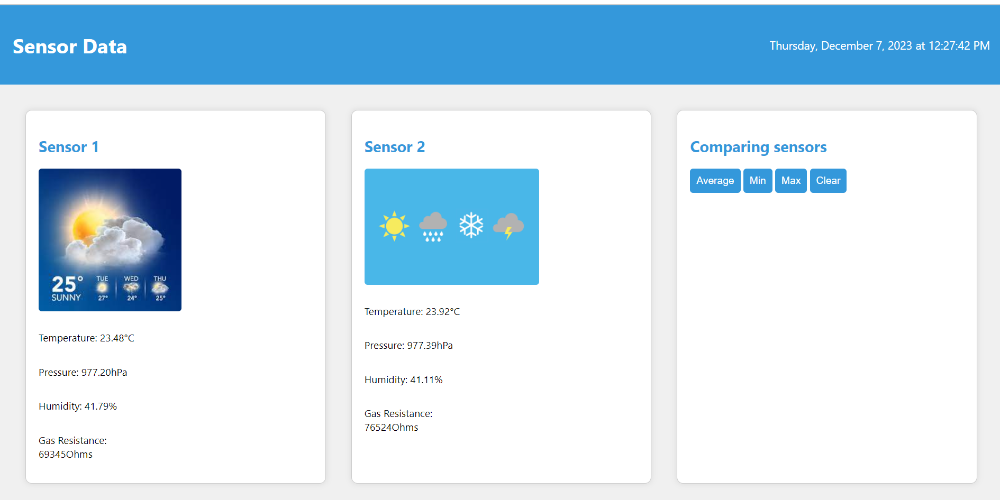 Sensor Data
Thursday, December 7, 2023 at 12:27:42 PM
Sensor 1
25°
SUNNY
TUE
27°
WED
24°
THU
25°
Temperature: 23.48°C
Pressure: 977.20hPa
Humidity: 41.79%
Gas Resistance:
69345Ohms
Sensor 2
Temperature: 23.92°C
Pressure: 977.39hPa
Humidity: 41.11%
Gas Resistance:
76524Ohms
Comparing sensors
Average Min Max Clear